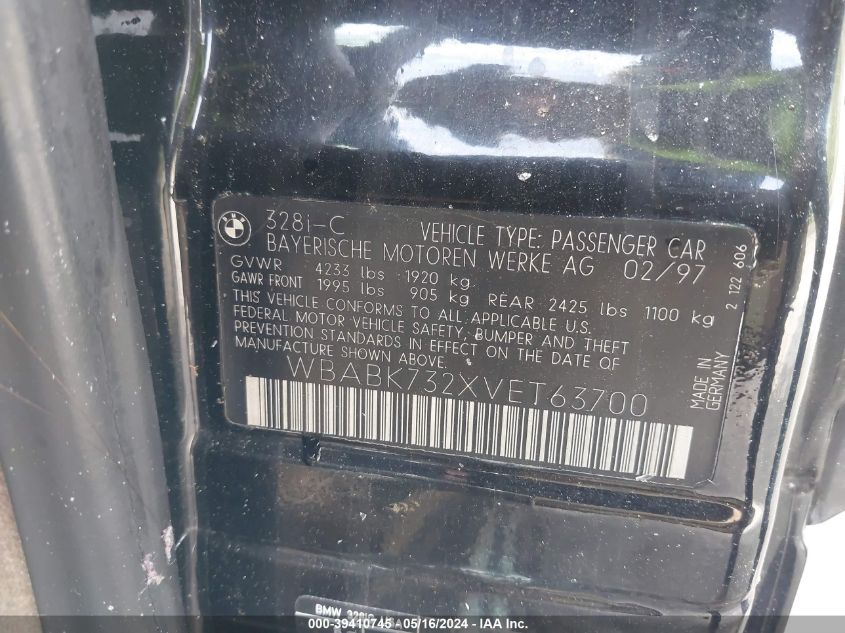 BMW
328i-C VEHICLE TYPE: PASSENGER CAR
BAYERISCHE MOTOREN WERKE AG 02/97
GVWR 4233 lbs 1920 kg
GAWR FRONT 1995 lbs 905 kg REAR 2425 lbs 1100 kg
THIS VEHICLE CONFORMS TO ALL APPLICABLE U.S.
FEDERAL MOTOR VEHICLE SAFETY, BUMPER AND THEFT
PREVENTION STANDARDS IN EFFECT ON THE DATE OF
MANUFACTURE SHOWN ABOVE.
WBABK732XVET63700
MADE IN
GERMANY
2 122 606
BMW
000-39410745 - 05/16/2024 - IAA Inc.